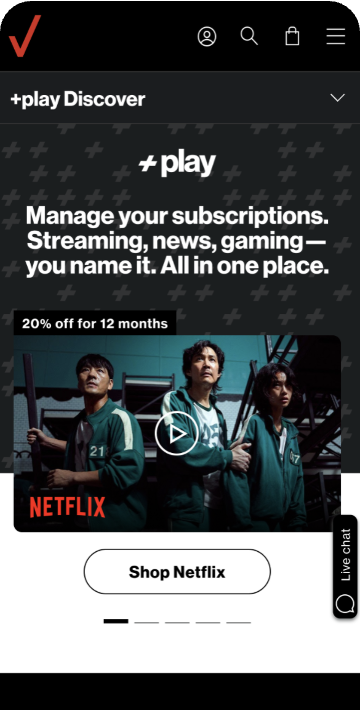 +play Discover
+play
Manage your subscriptions.
Streaming, news, gaming—
you name it. All in one place.
20% off for 12 months
21
67
NETFLIX
Shop Netflix
Live chat